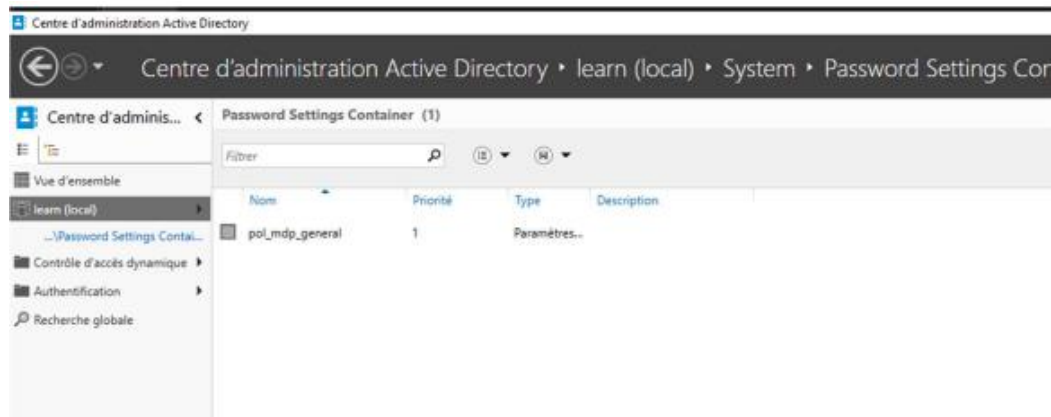 Centre d'administration Active Directory
Centre d'administration Active Directory • learn (local) • System • Password Settings Con
Centre d'adminis...
Password Settings Container (1)
Filtrer
Vue d'ensemble
Nom Priorité Type Description
learn (local)
...\Password Settings Contai...
pol_mdp_general 1 Paramètres...
Contrôle d'accès dynamique
Authentification
Recherche globale